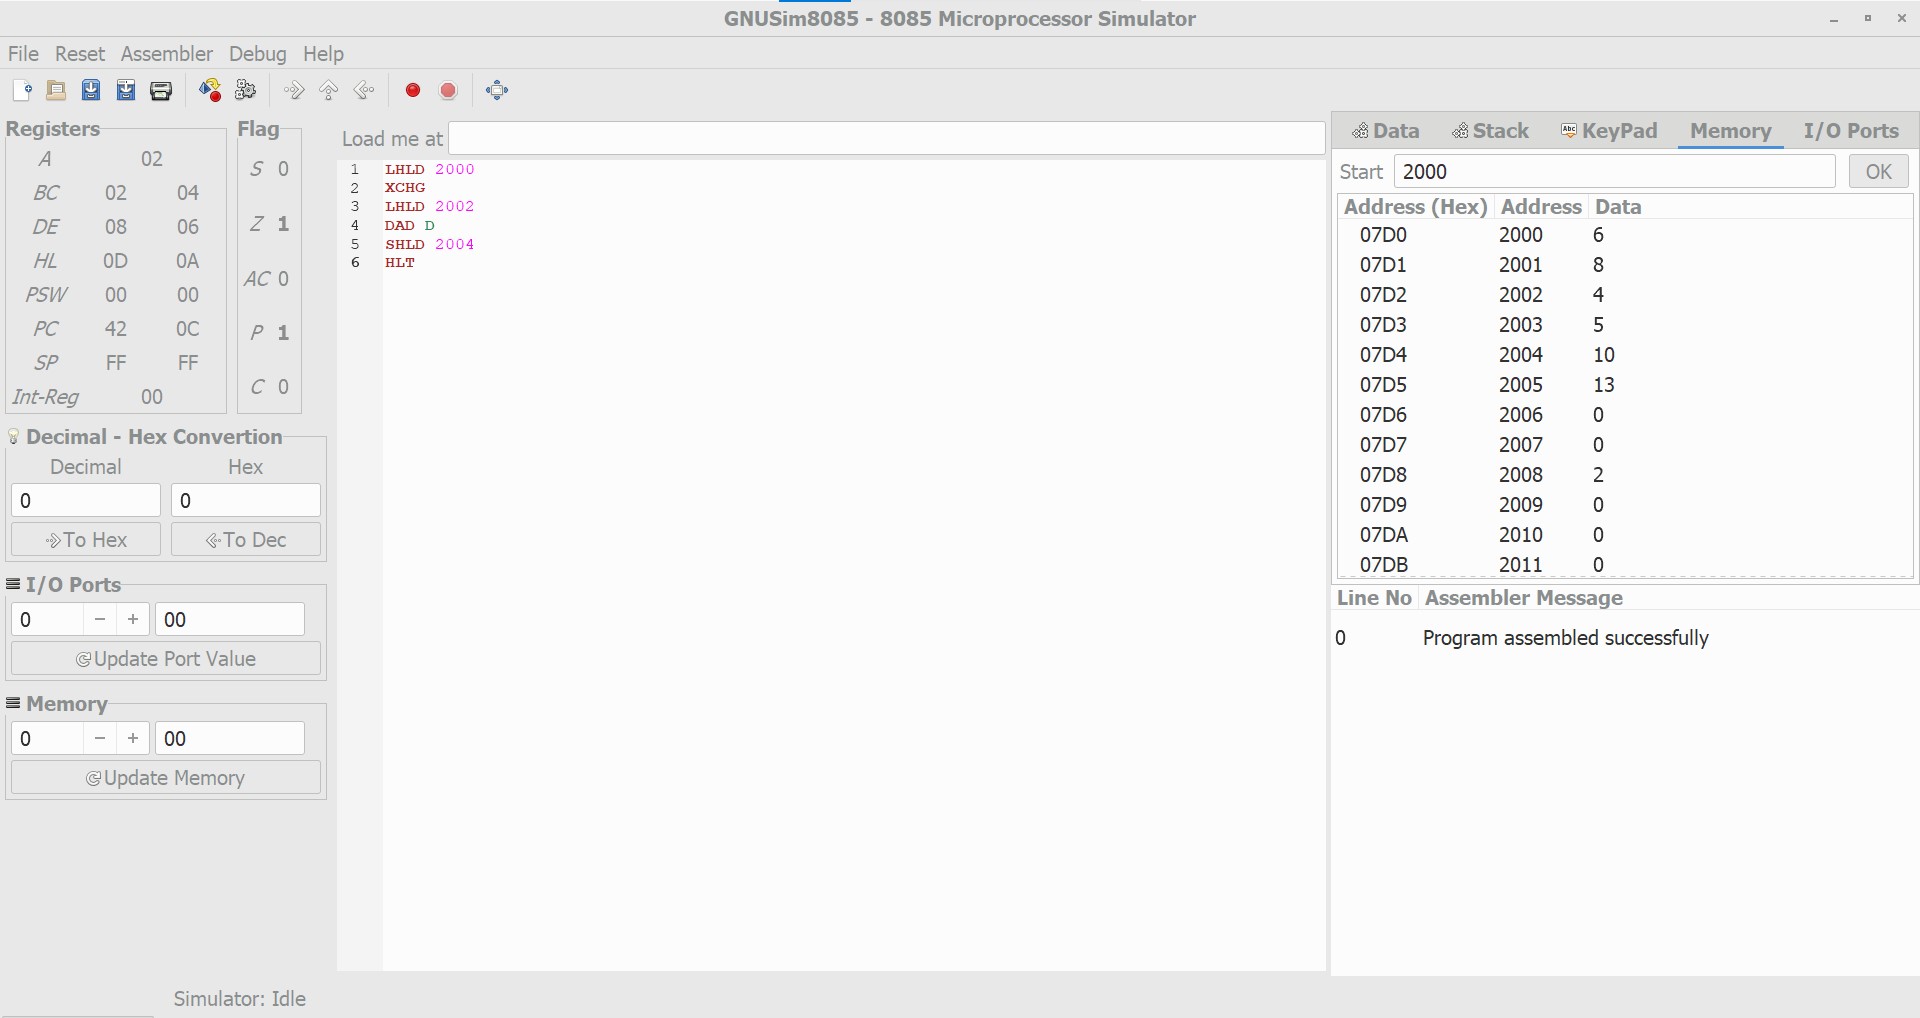 GNUSim8085 - 8085 Microprocessor Simulator
File Reset Assembler Debug Help
Registers
A 02
BC 02 04
DE 08 06
HL 0D 0A
PSW 00 00
PC 42 0C
SP FF FF
Int-Reg 00
Flag
S 0
Z 1
AC 0
P 1
C 0
Decimal - Hex Convertion
Decimal Hex
0 0
To Hex To Dec
I/O Ports
0 − + 00
Update Port Value
Memory
0 − + 00
Update Memory
Load me at
1 LHLD 2000
2 XCHG
3 LHLD 2002
4 DAD D
5 SHLD 2004
6 HLT
Data Stack Abc KeyPad Memory I/O Ports
Start 2000 OK
Address (Hex) Address Data
07D0 2000 6
07D1 2001 8
07D2 2002 4
07D3 2003 5
07D4 2004 10
07D5 2005 13
07D6 2006 0
07D7 2007 0
07D8 2008 2
07D9 2009 0
07DA 2010 0
07DB 2011 0
Line No Assembler Message
0 Program assembled successfully
Simulator: Idle